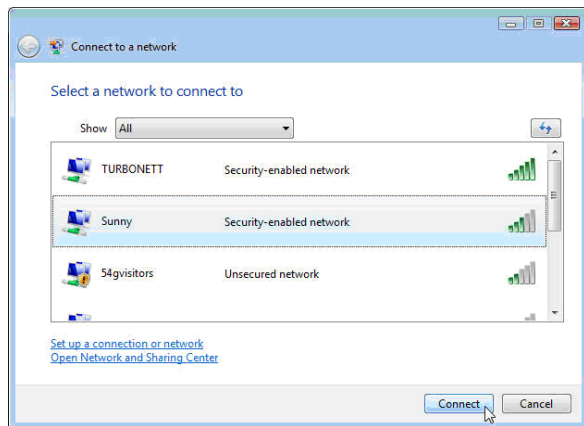 Connect to a network
Select a network to connect to
Show All
TURBONETT Security-enabled network
Sunny Security-enabled network
54gvisitors Unsecured network
Set up a connection or network
Open Network and Sharing Center
Connect Cancel